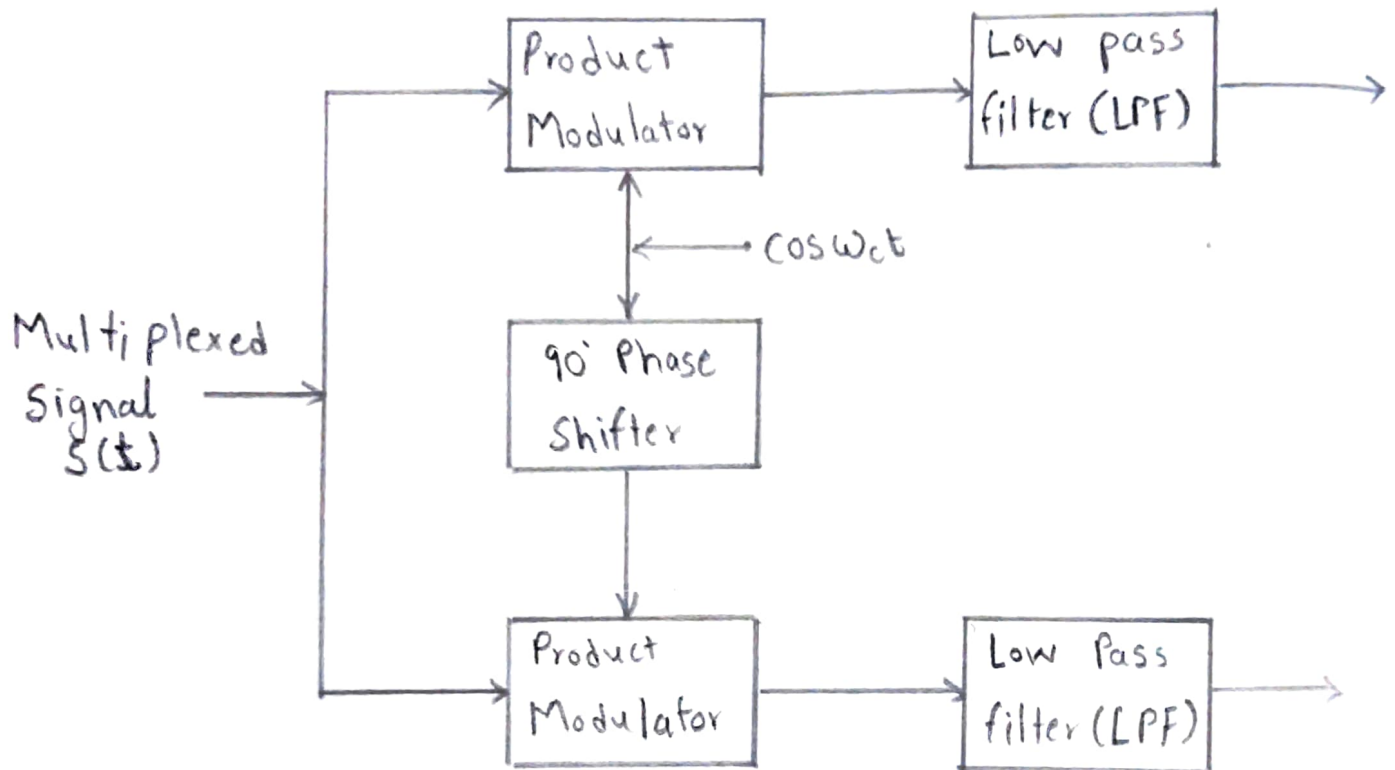 Product
Modulator
Low pass
filter (LPF)
cos ωct
Multiplexed
Signal
S(t)
90° Phase
Shifter
Product
Modulator
Low Pass
filter (LPF)